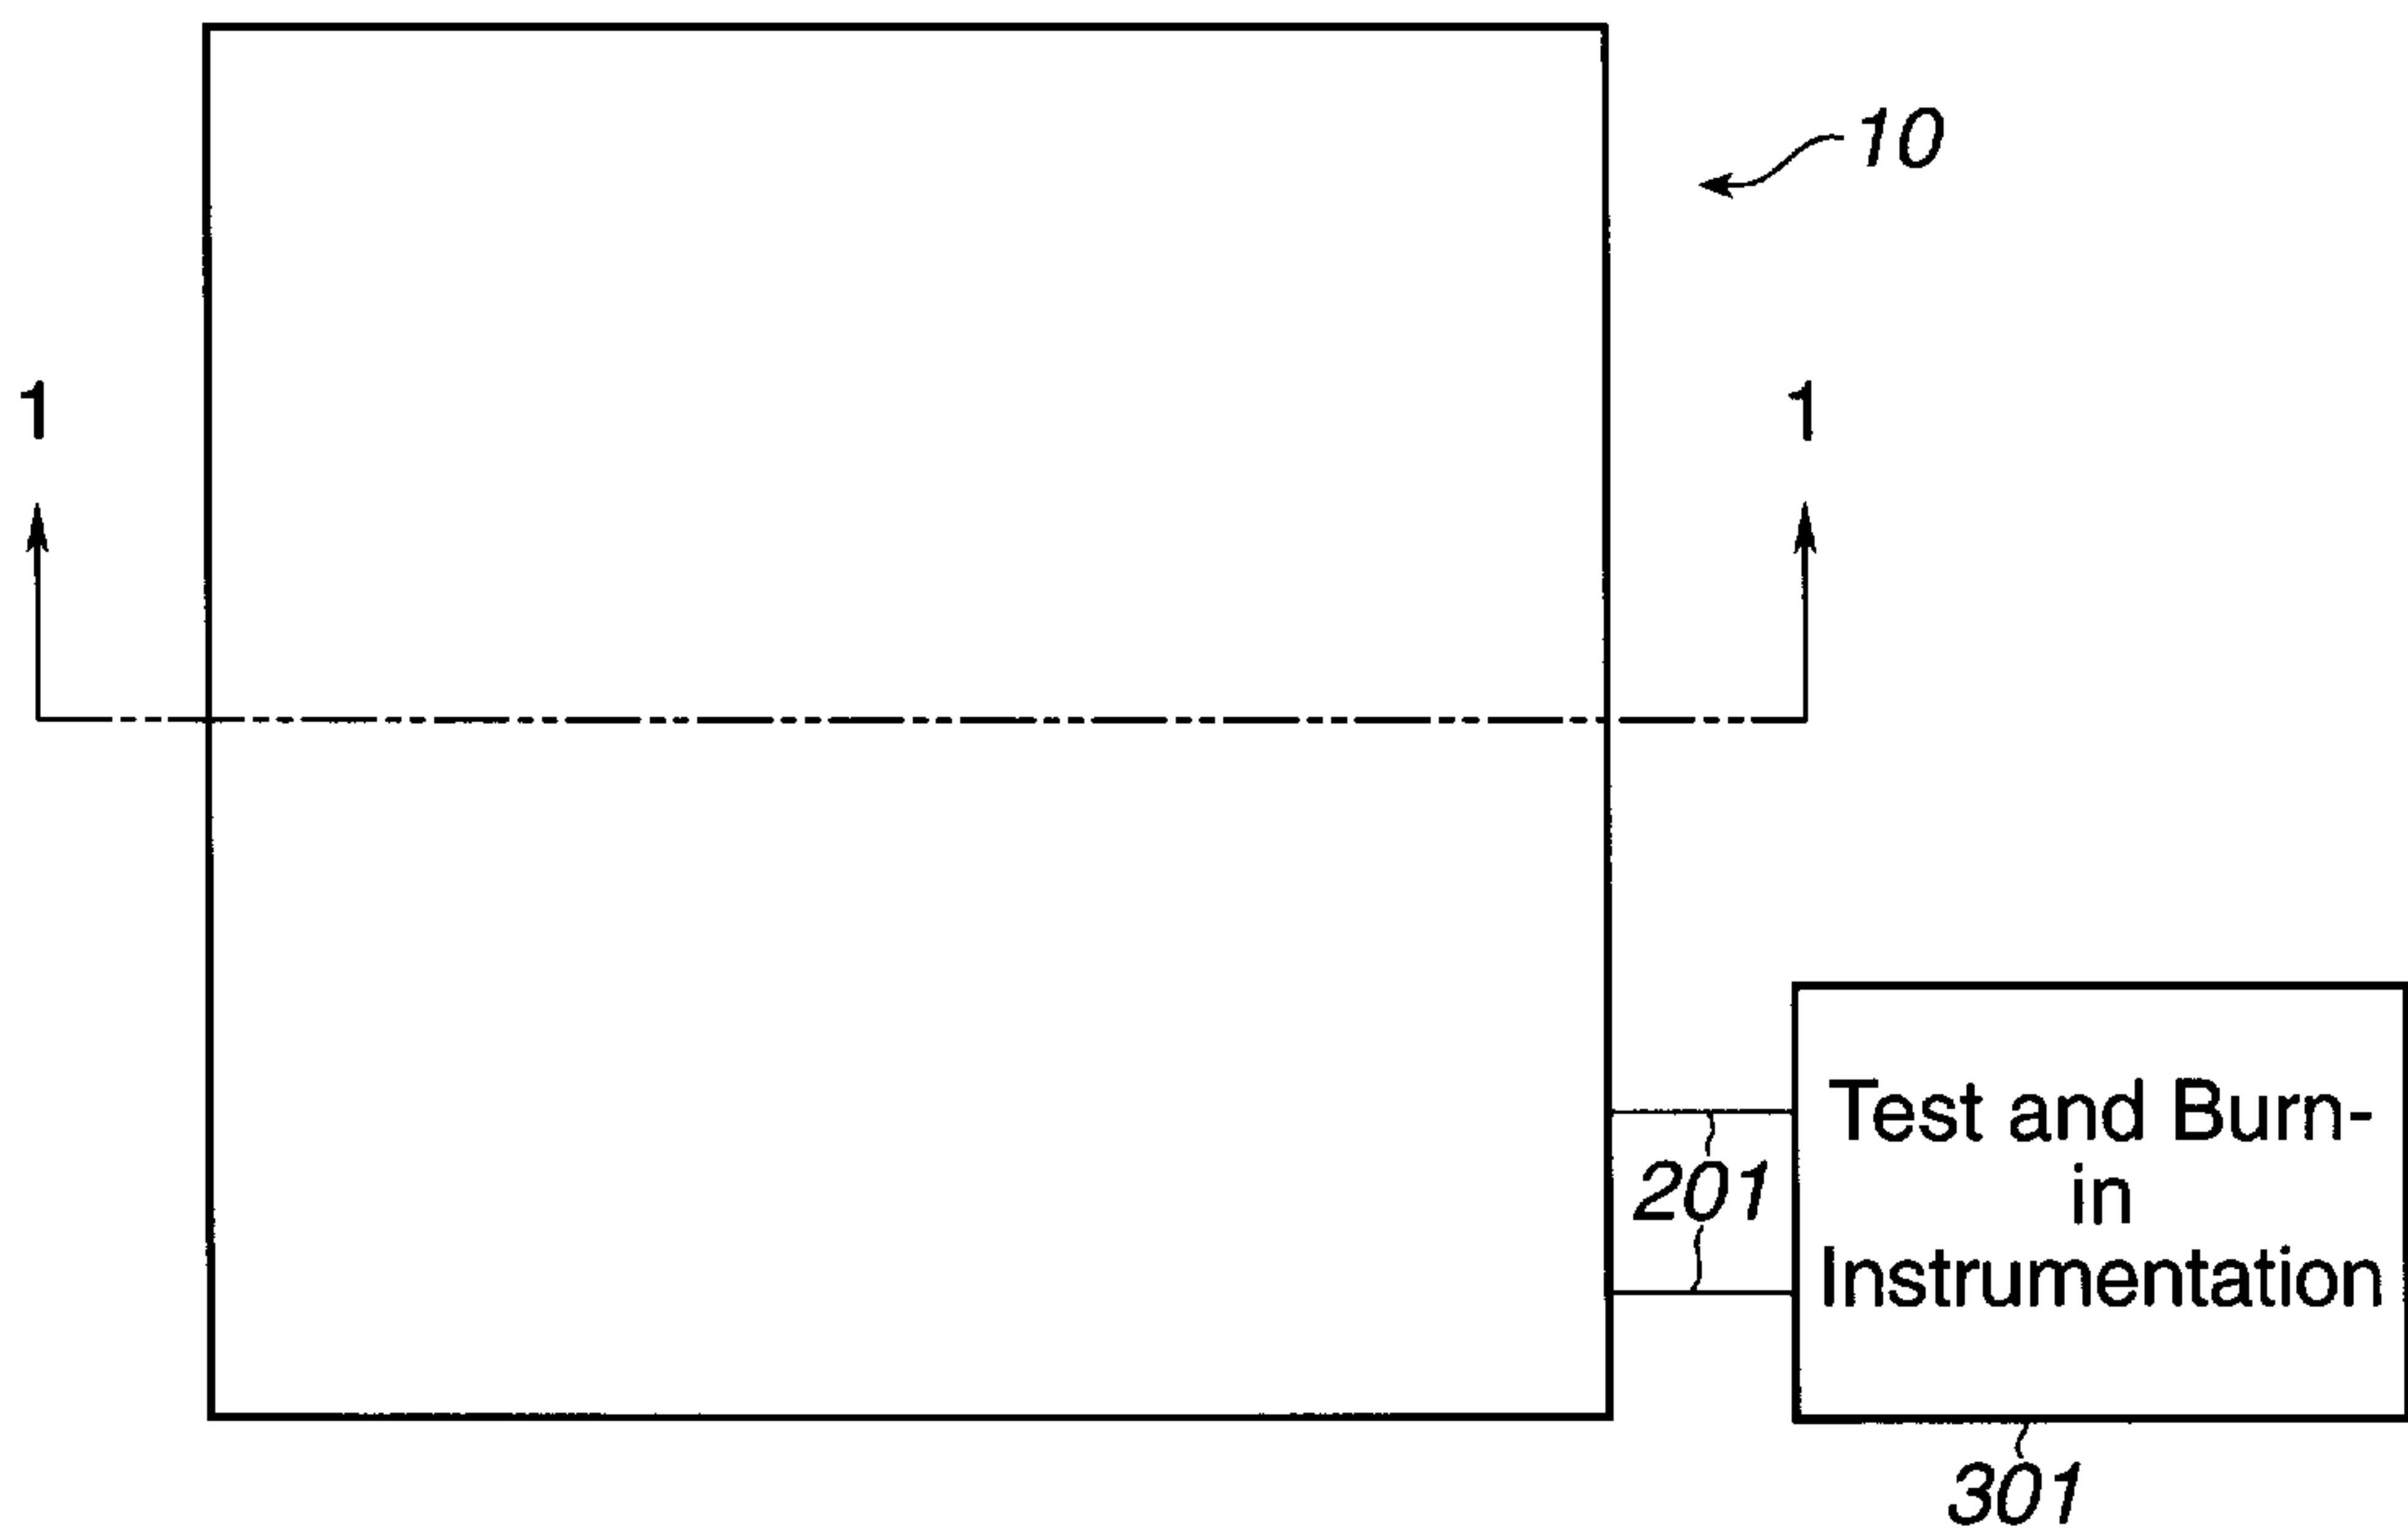 10
1
1
Test and Burn-
in
Instrumentation
201
301